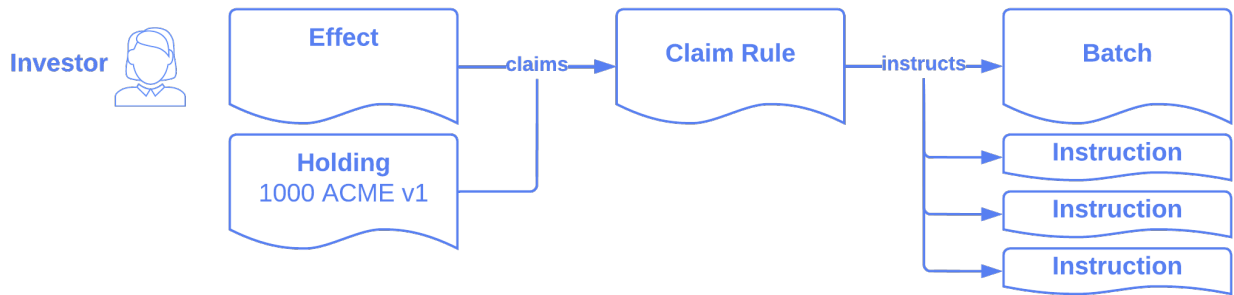 Investor
Effect
claims
Claim Rule
instructs
Batch
Holding
1000 ACME v1
Instruction
Instruction
Instruction